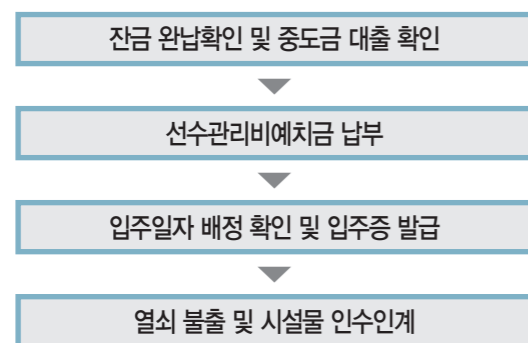 잔금 완납확인 및 중도금 대출 확인
선수관리비예치금 납부
입주일자 배정 확인 및 입주증 발급
열쇠 불출 및 시설물 인수인계